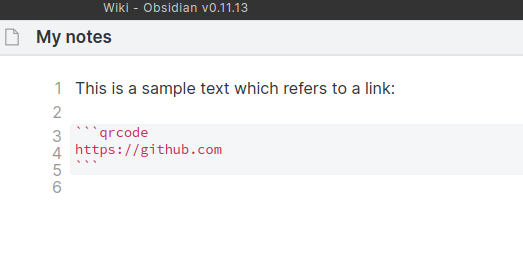 Wiki - Obsidian v0.11.13
My notes
1 This is a sample text which refers to a link:
2
3 ```qrcode
4 https://github.com
5 ```
6